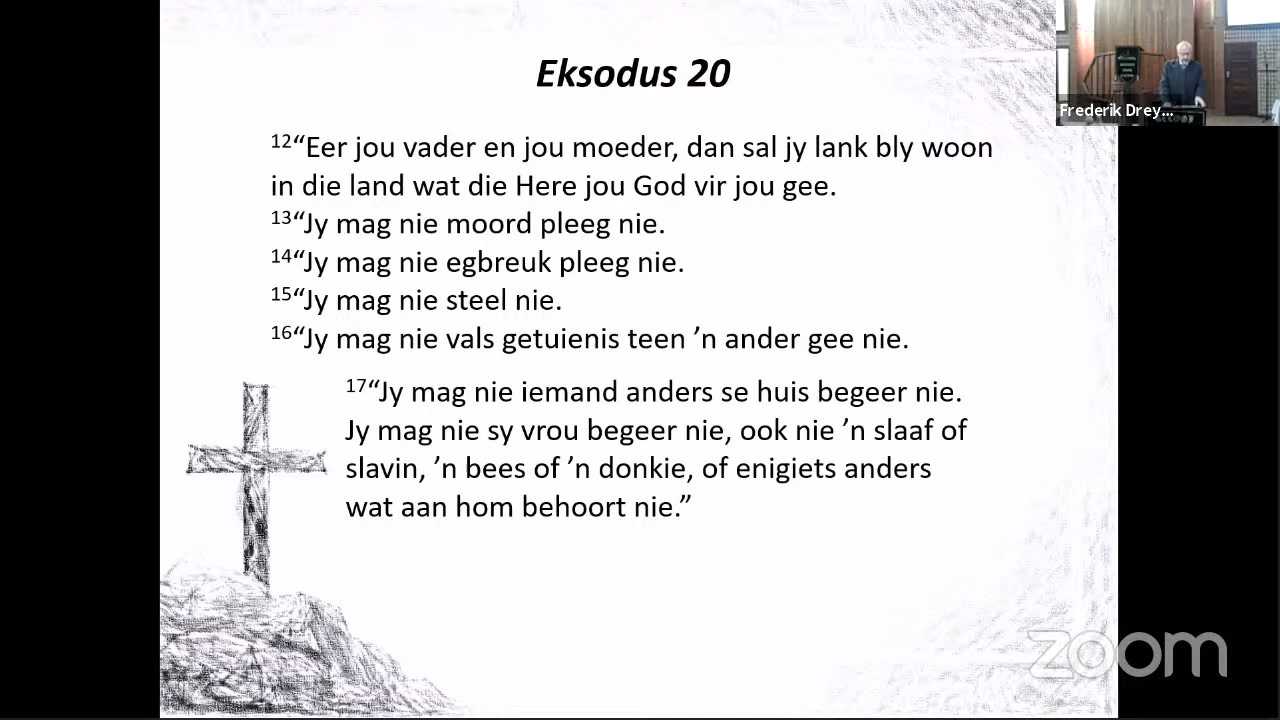 Eksodus 20
Frederik Drey...
12“Eer jou vader en jou moeder, dan sal jy lank bly woon
in die land wat die Here jou God vir jou gee.
13“Jy mag nie moord pleeg nie.
14“Jy mag nie egbreuk pleeg nie.
15“Jy mag nie steel nie.
16“Jy mag nie vals getuienis teen ’n ander gee nie.
17“Jy mag nie iemand anders se huis begeer nie.
Jy mag nie sy vrou begeer nie, ook nie ’n slaaf of
slavin, ’n bees of ’n donkie, of enigiets anders
wat aan hom behoort nie.”
zoom